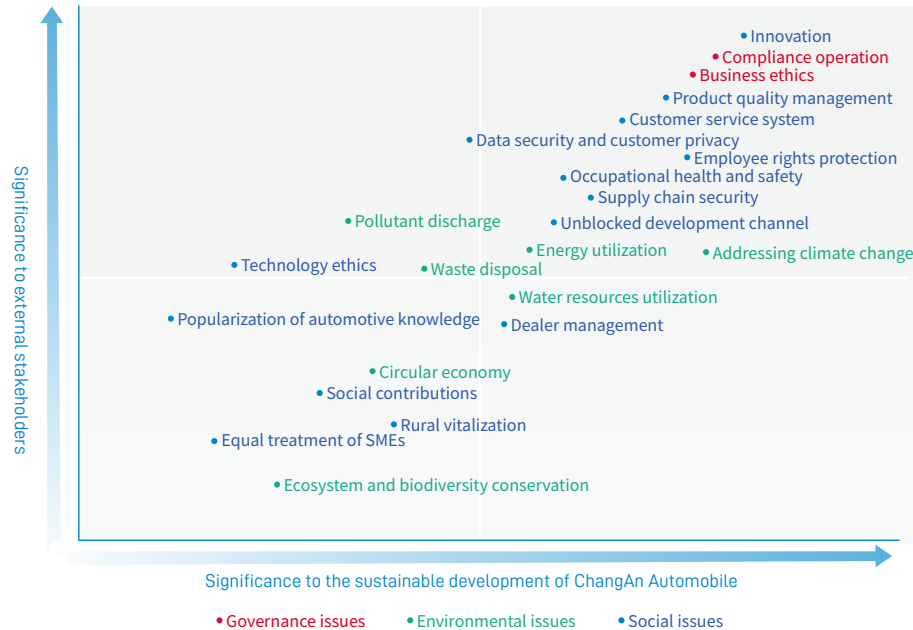 Innovation
Compliance operation
Business ethics
Product quality management
Customer service system
Data security and customer privacy
Employee rights protection
Occupational health and safety
Supply chain security
Pollutant discharge
Unblocked development channel
Energy utilization
Addressing climate change
Technology ethics
Waste disposal
Water resources utilization
Popularization of automotive knowledge
Dealer management
Circular economy
Social contributions
Rural vitalization
Equal treatment of SMEs
Ecosystem and biodiversity conservation
Significance to external stakeholders
Significance to the sustainable development of ChangAn Automobile
Governance issues
Environmental issues
Social issues